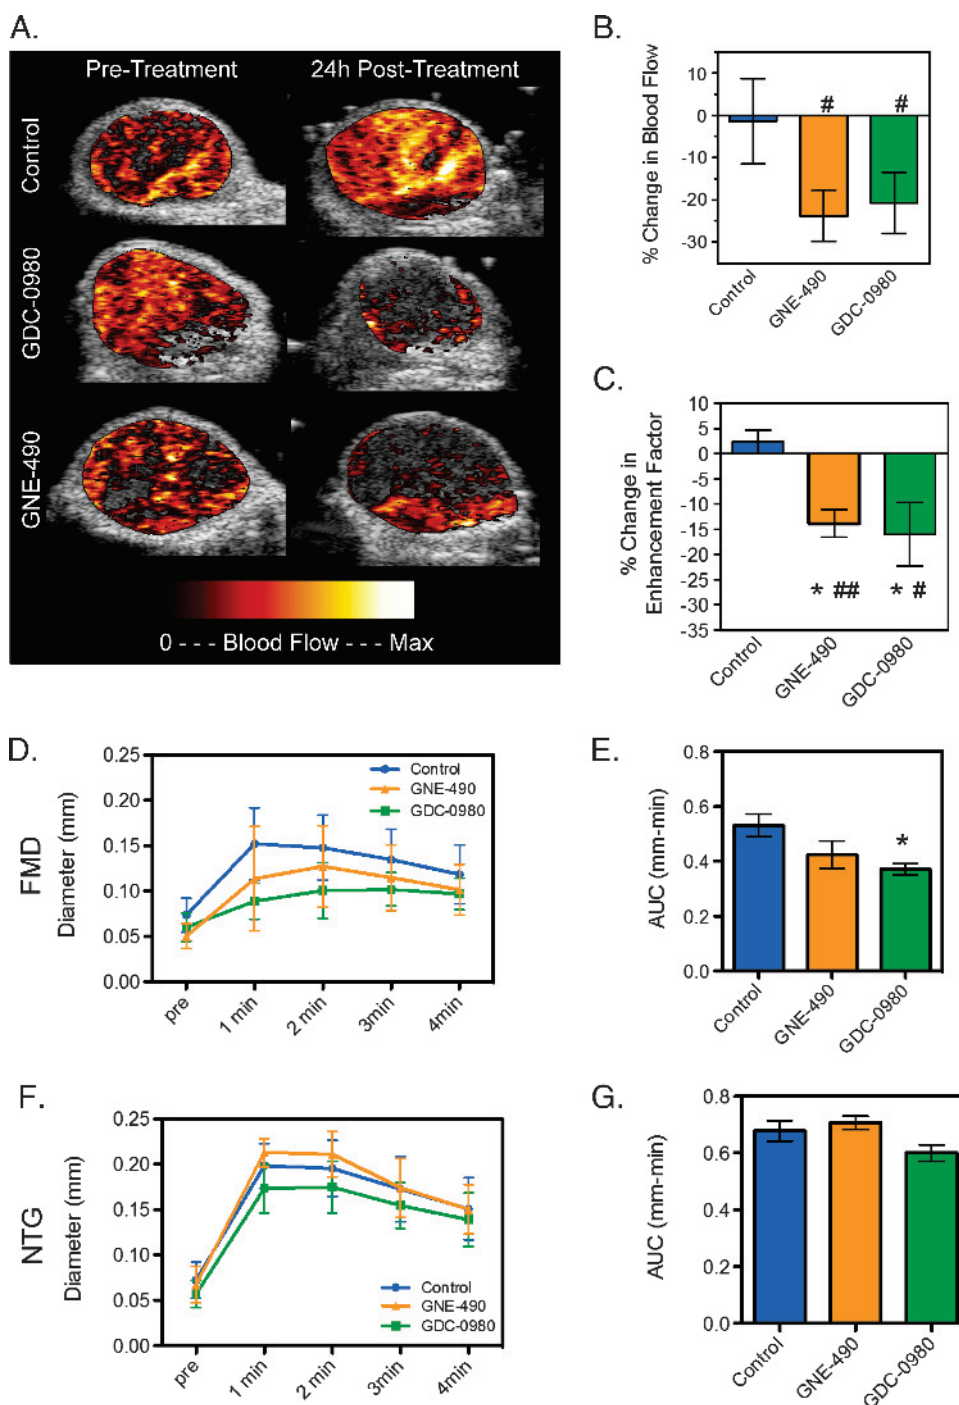 A.
Pre-Treatment
24h Post-Treatment
Control
GDC-0980
GNE-490
0 - - - Blood Flow - - - Max
B.
% Change in Blood Flow
10
0
-10
-20
-30
#
#
Control
GNE-490
GDC-0980
C.
% Change in
Enhancement Factor
10
5
0
-5
-10
-15
-20
-25
-30
-35
* ##
* #
Control
GNE-490
GDC-0980
D.
FMD
Diameter (mm)
0.25
0.20
0.15
0.10
0.05
0.00
Control
GNE-490
GDC-0980
pre
1 min
2 min
3min
4min
E.
AUC (mm-min)
0.8
0.6
0.4
0.2
0.0
*
Control
GNE-490
GDC-0980
F.
NTG
Diameter (mm)
0.25
0.20
0.15
0.10
0.05
0.00
Control
GNE-490
GDC-0980
pre
1 min
2 min
3min
4min
G.
AUC (mm-min)
0.8
0.6
0.4
0.2
0.0
Control
GNE-490
GDC-0980